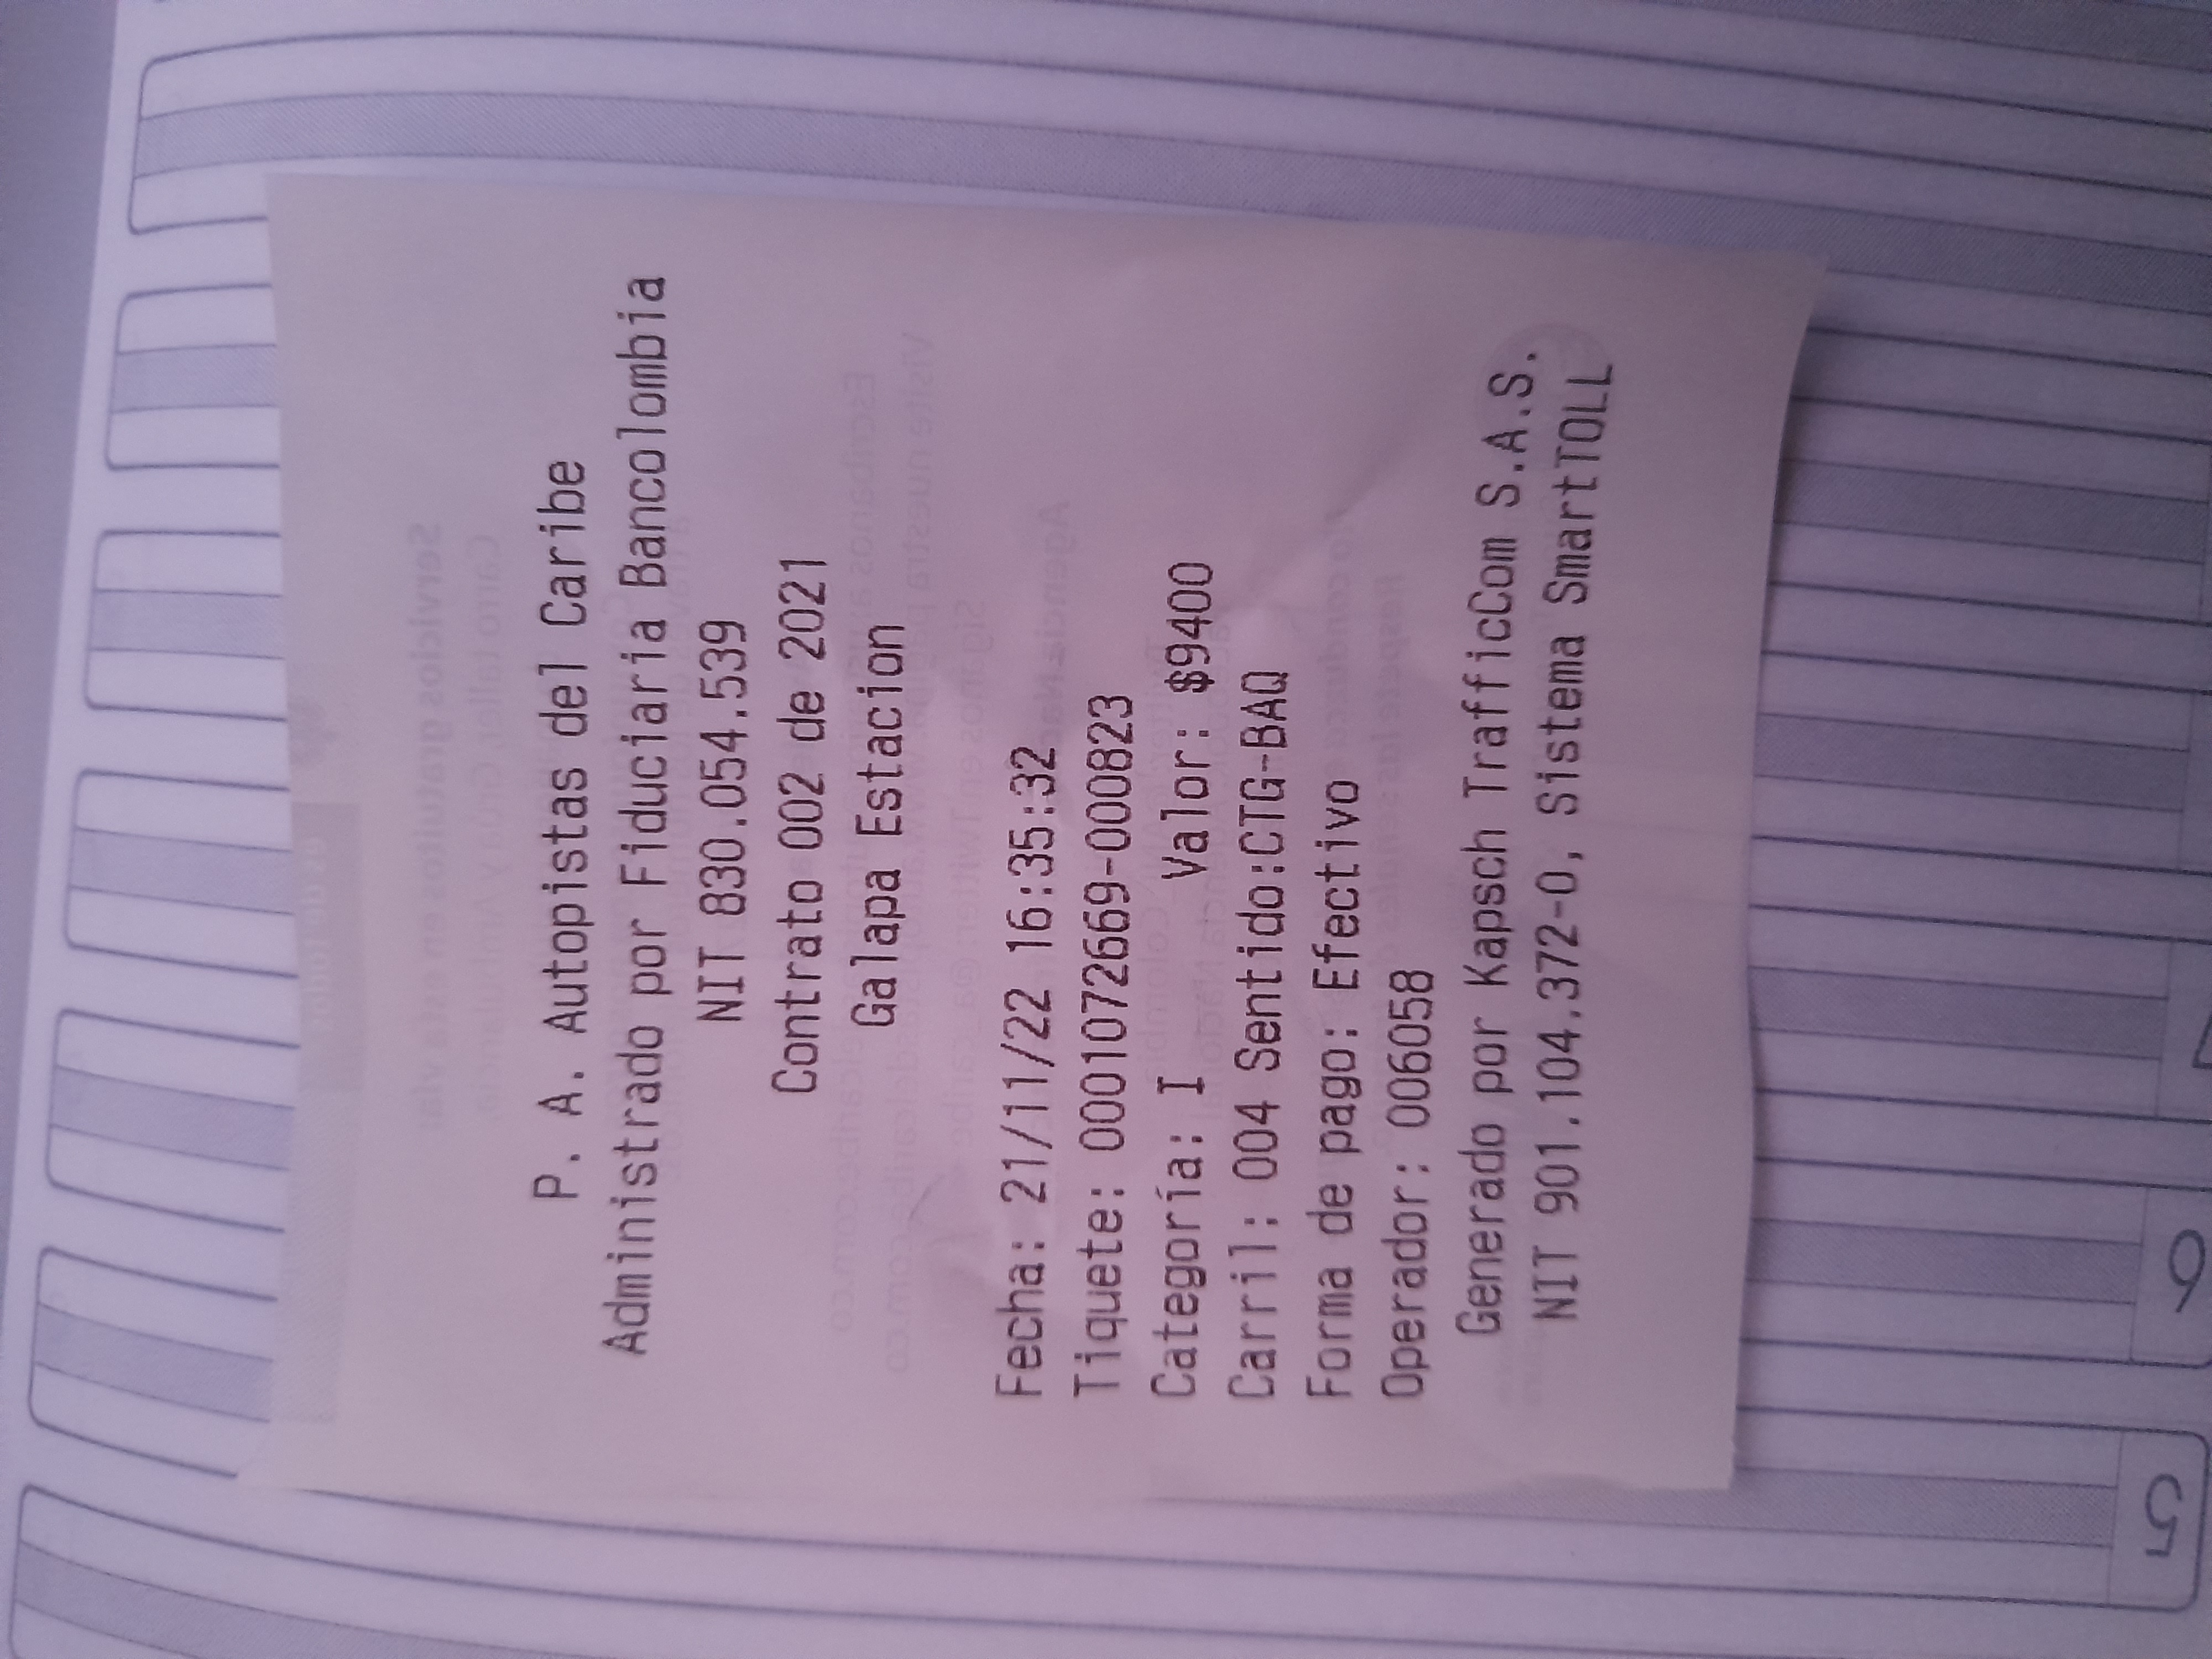 P. A. Autopistas del Caribe
Administrado por Fiduciaria Bancolombia
NIT 830.054.539
Contrato 002 de 2021
Galapa Estacion
Fecha: 21/11/22 16:35:32
Tiquete: 0001072669-000823
Categoría: I Valor: $9400
Carril: 004 Sentido:CTG-BAQ
Forma de pago: Efectivo
Operador: 006058
Generado por Kapsch TrafficCom S.A.S.
NIT 901.104.372-0, Sistema SmartTOLL
5
6